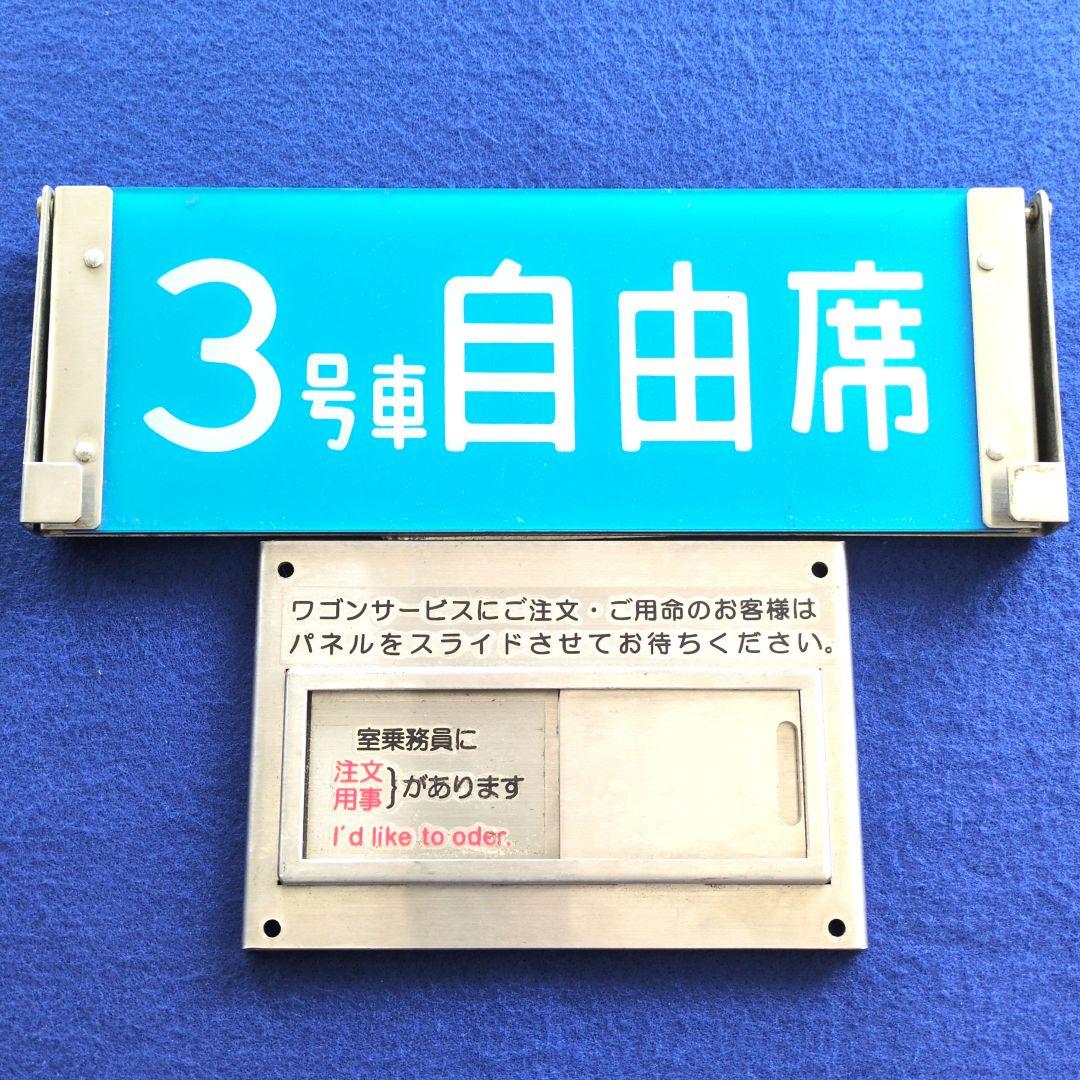 3号車自由席
ワゴンサービスにご注文・ご用命のお客様は
パネルをスライドさせてお待ちください。
室乗務員に
注文
用事}があります
I'd like to oder.